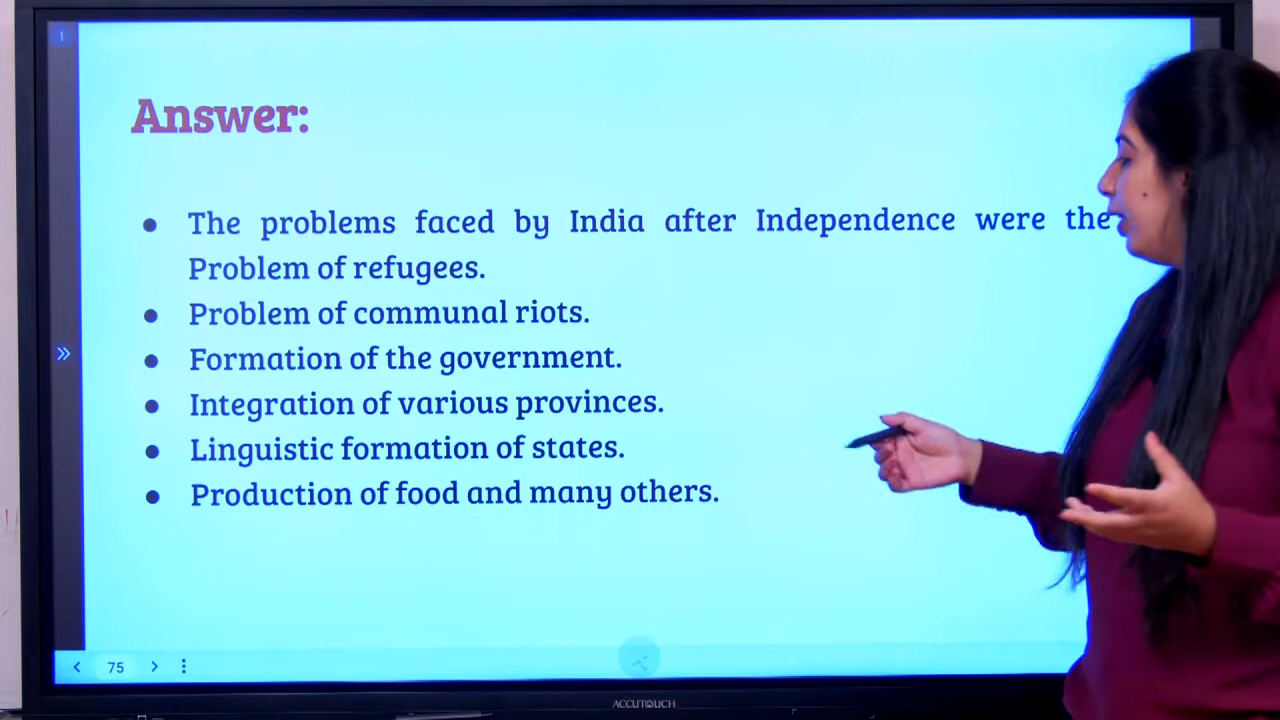 1
Answer:
● The problems faced by India after Independence were the
Problem of refugees.
● Problem of communal riots.
● Formation of the government.
● Integration of various provinces.
● Linguistic formation of states.
● Production of food and many others.
75
ACCUTOUCH